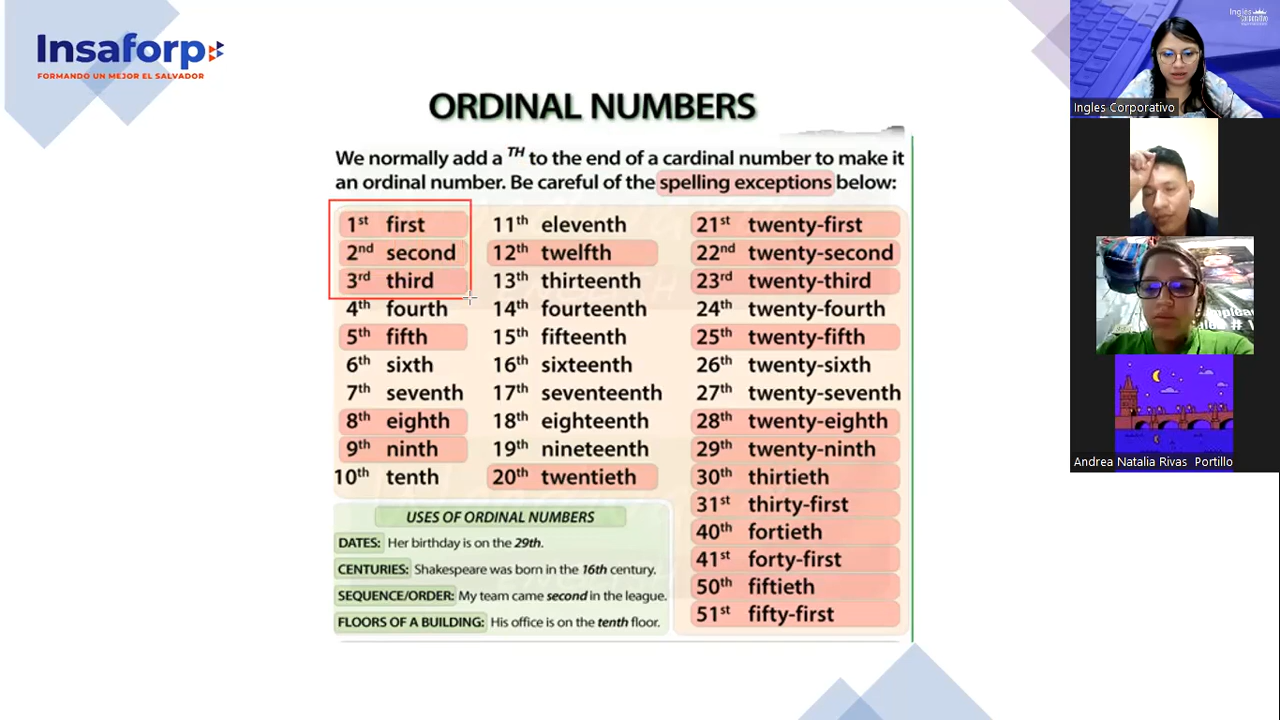 Insaforp
FORMANDO UN MEJOR EL SALVADOR
ORDINAL NUMBERS
We normally add a TH to the end of a cardinal number to make it
an ordinal number. Be careful of the spelling exceptions below:
1st first
2nd second
3rd third
4th fourth
5th fifth
6th sixth
7th seventh
8th eighth
9th ninth
10th tenth
11th eleventh
12th twelfth
13th thirteenth
14th fourteenth
15th fifteenth
16th sixteenth
17th seventeenth
18th eighteenth
19th nineteenth
20th twentieth
21st twenty-first
22nd twenty-second
23rd twenty-third
24th twenty-fourth
25th twenty-fifth
26th twenty-sixth
27th twenty-seventh
28th twenty-eighth
29th twenty-ninth
30th thirtieth
31st thirty-first
40th fortieth
41st forty-first
50th fiftieth
51st fifty-first
USES OF ORDINAL NUMBERS
DATES: Her birthday is on the 29th.
CENTURIES: Shakespeare was born in the 16th century.
SEQUENCE/ORDER: My team came second in the league.
FLOORS OF A BUILDING: His office is on the tenth floor.
Ingles Corporativo
Andrea Natalia Rivas Portillo